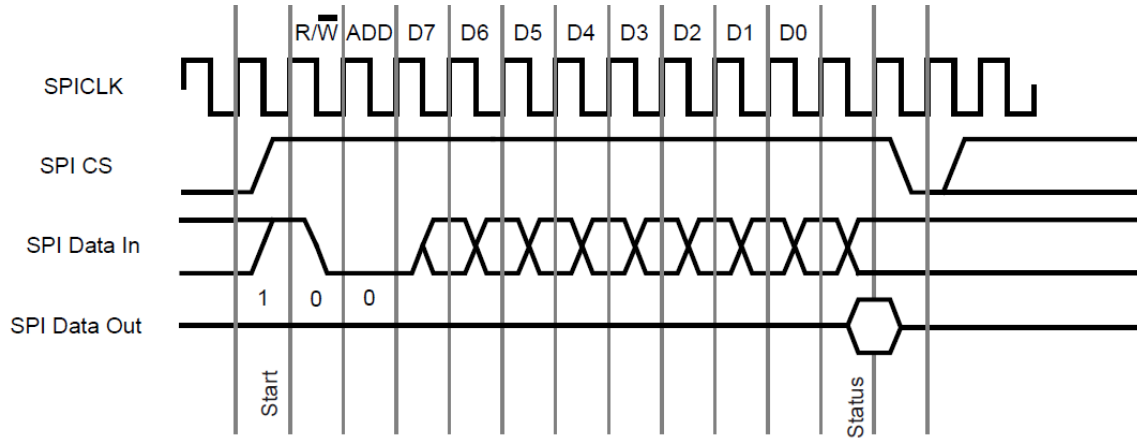 R/W̅ ADD D7 D6 D5 D4 D3 D2 D1 D0
SPICLK
SPI CS
SPI Data In
1 0 0
SPI Data Out
Start
Status